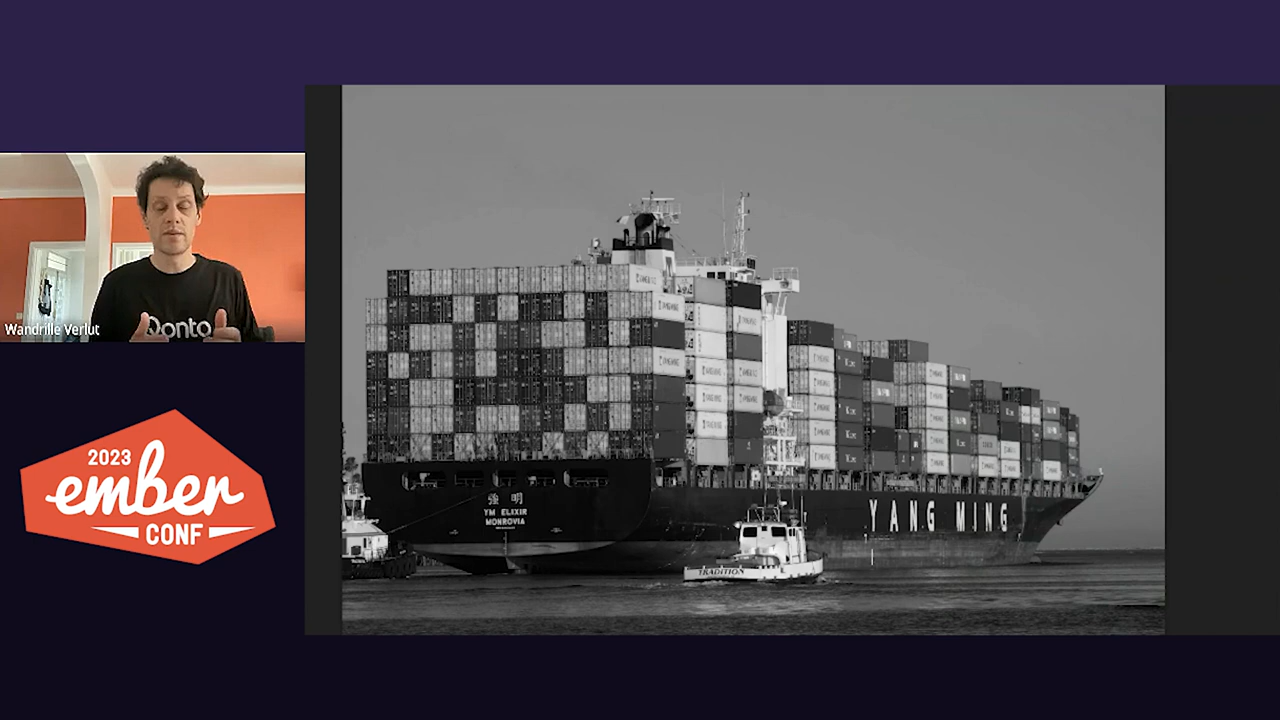 Qonto
Wandrille Verlut
2023
ember
CONF
強 明
YM ELIXIR
MONROVIA
YANG MING
TRADITION